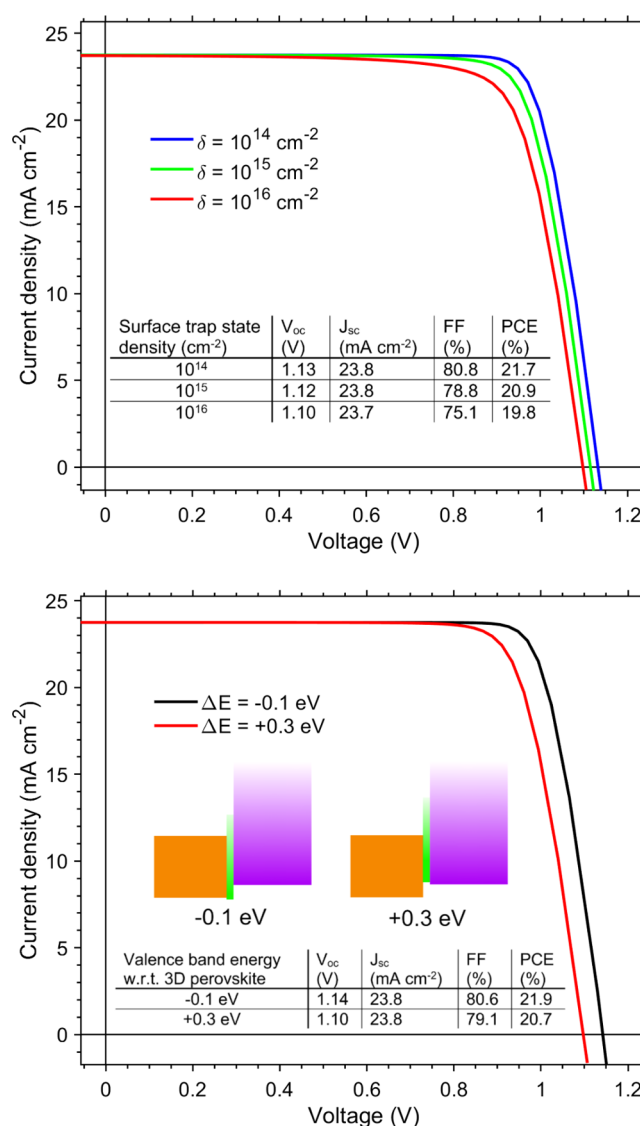 25
20
15
10
5
0
Current density (mA cm⁻²)
δ = 10¹⁴ cm⁻²
δ = 10¹⁵ cm⁻²
δ = 10¹⁶ cm⁻²
Surface trap state density (cm⁻²) V_oc (V) J_sc (mA cm⁻²) FF (%) PCE (%)
10¹⁴ 1.13 23.8 80.8 21.7
10¹⁵ 1.12 23.8 78.8 20.9
10¹⁶ 1.10 23.7 75.1 19.8
0 0.2 0.4 0.6 0.8 1 1.2
Voltage (V)
25
20
15
10
5
0
Current density (mA cm⁻²)
ΔE = -0.1 eV
ΔE = +0.3 eV
-0.1 eV +0.3 eV
Valence band energy w.r.t. 3D perovskite V_oc (V) J_sc (mA cm⁻²) FF (%) PCE (%)
-0.1 eV 1.14 23.8 80.6 21.9
+0.3 eV 1.10 23.8 79.1 20.7
0 0.2 0.4 0.6 0.8 1 1.2
Voltage (V)